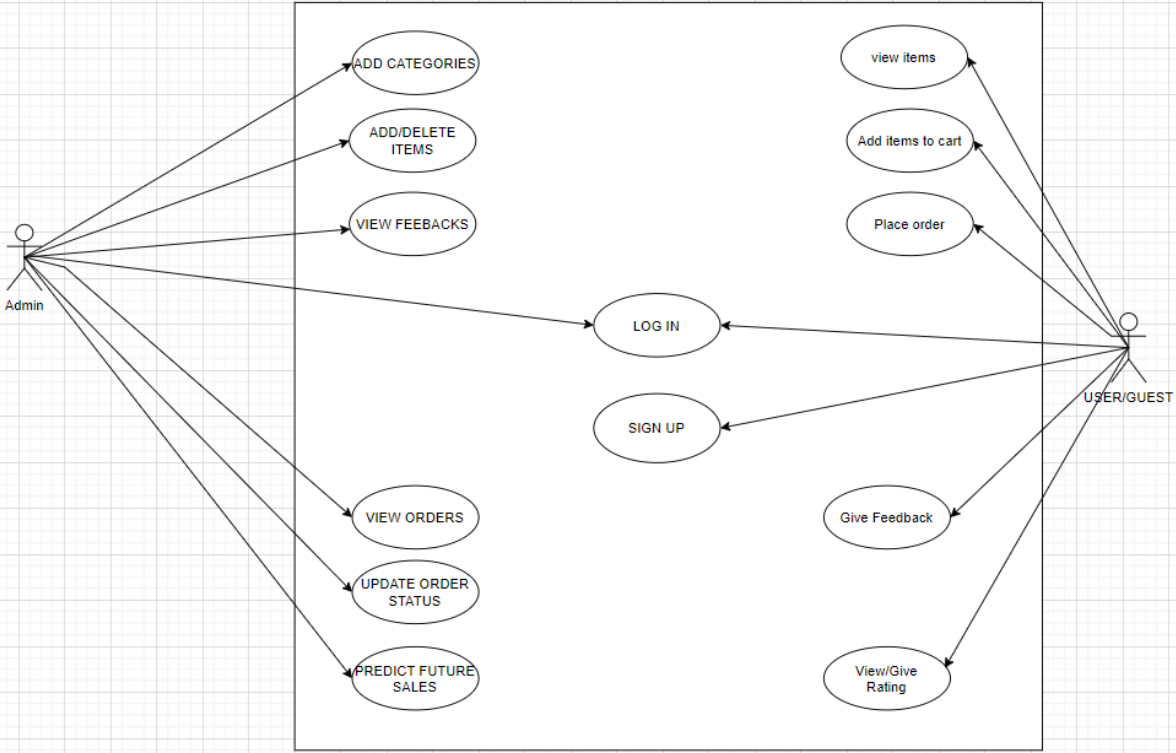 ADD CATEGORIES
view items
ADD/DELETE
ITEMS
Add items to cart
VIEW FEEBACKS
Place order
Admin
LOG IN
USER/GUEST
SIGN UP
VIEW ORDERS
Give Feedback
UPDATE ORDER
STATUS
PREDICT FUTURE
SALES
View/Give
Rating